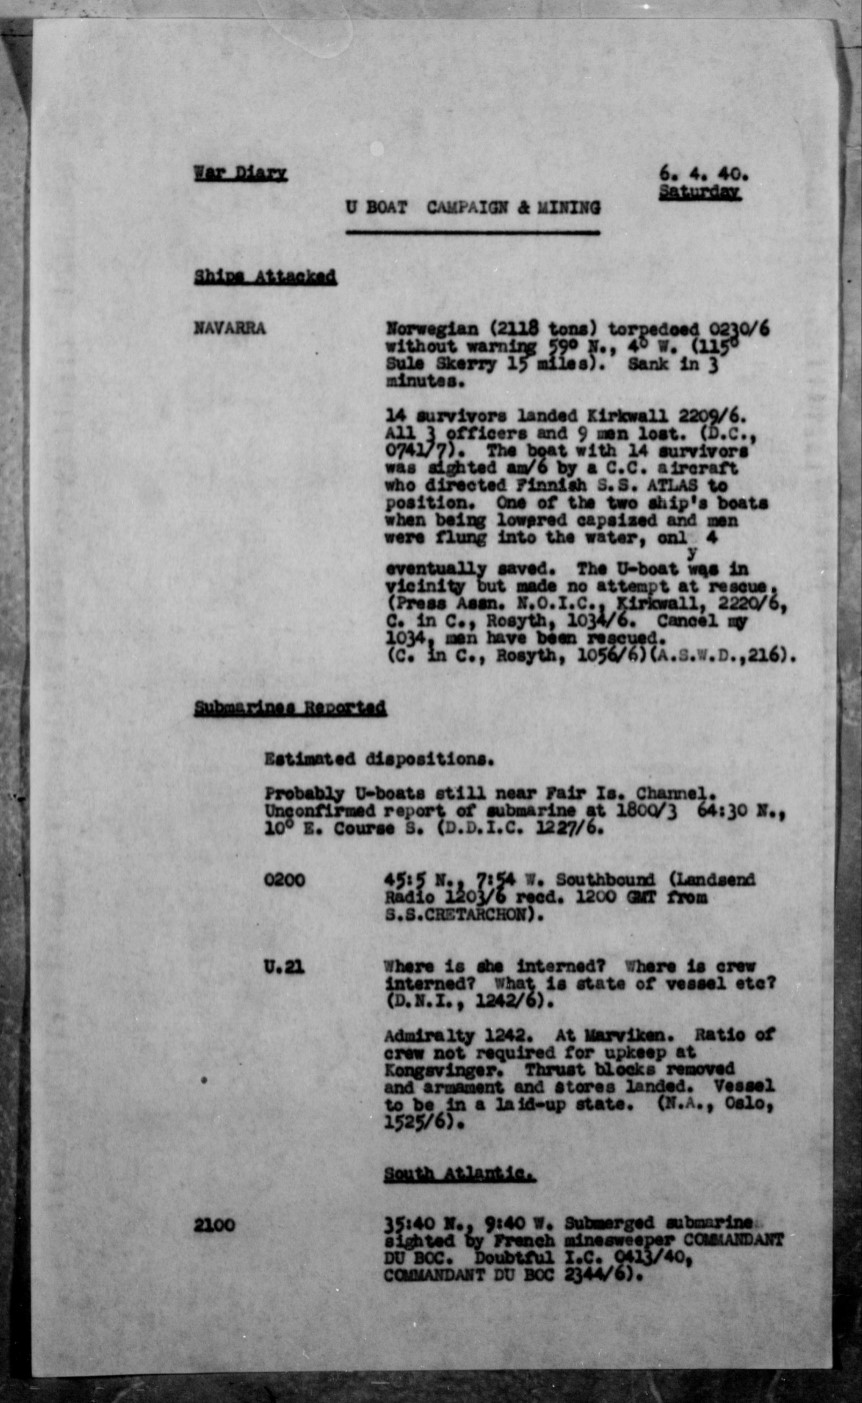 War Diary
6. 4. 40.
Saturday
U BOAT CAMPAIGN & MINING
Ships Attacked
NAVARRA
Norwegian (2118 tons) torpedoed 0230/6
without warning 59° N., 4° W. (115°
Sule Skerry 15 miles). Sank in 3
minutes.
14 survivors landed Kirkwall 2209/6.
All 3 officers and 9 men lost. (D.C.,
0741/7). The boat with 14 survivors
was sighted am/6 by a C.C. aircraft
who directed Finnish S.S. ATLAS to
position. One of the two ship's boats
when being lowered capsized and men
were flung into the water, onl 4
y
eventually saved. The U-boat was in
vicinity but made no attempt at rescue.
(Press Assn. N.O.I.C., Kirkwall, 2220/6,
C. in C., Rosyth, 1034/6. Cancel my
1034, men have been rescued.
(C. in C., Rosyth, 1056/6)(A.S.W.D.,216).
Submarines Reported
Estimated dispositions.
Probably U-boats still near Fair Is. Channel.
Unconfirmed report of submarine at 1800/3 64:30 N.,
10° E. Course S. (D.D.I.C. 1227/6.
0200
45:5 N., 7:54 W. Southbound (Landsend
Radio 1203/6 recd. 1200 GMT from
S.S.CRETARCHON).
U.21
Where is she interned? Where is crew
interned? What is state of vessel etc?
(D.N.I., 1242/6).
Admiralty 1242. At Marviken. Ratio of
crew not required for upkeep at
Kongsvinger. Thrust blocks removed
and armament and stores landed. Vessel
to be in a laid-up state. (N.A., Oslo,
1525/6).
South Atlantic.
2100
35:40 N., 9:40 W. Submerged submarine
sighted by French minesweeper COMMANDANT
DU BOC. Doubtful I.C. 0413/40,
COMMANDANT DU BOC 2344/6).